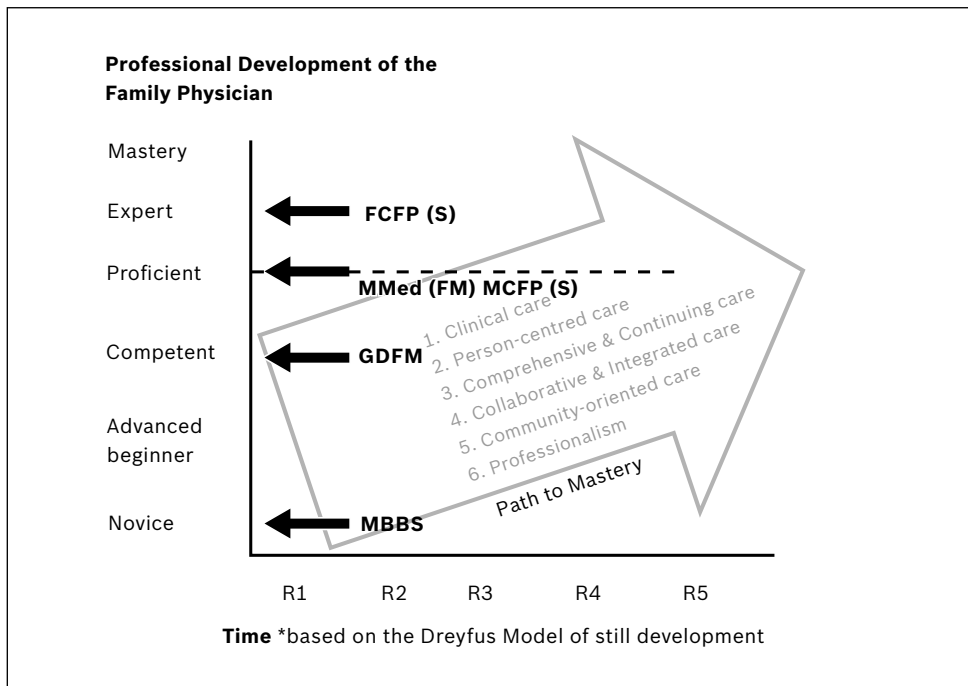 Professional Development of the
Family Physician
Mastery
Expert
FCFP (S)
Proficient
MMed (FM) MCFP (S)
1. Clinical care
2. Person-centred care
3. Comprehensive & Continuing care
Competent
GDFM
4. Collaborative & Integrated care
5. Community-oriented care
6. Professionalism
Advanced
beginner
Path to Mastery
Novice
MBBS
R1 R2 R3 R4 R5
Time *based on the Dreyfus Model of still development